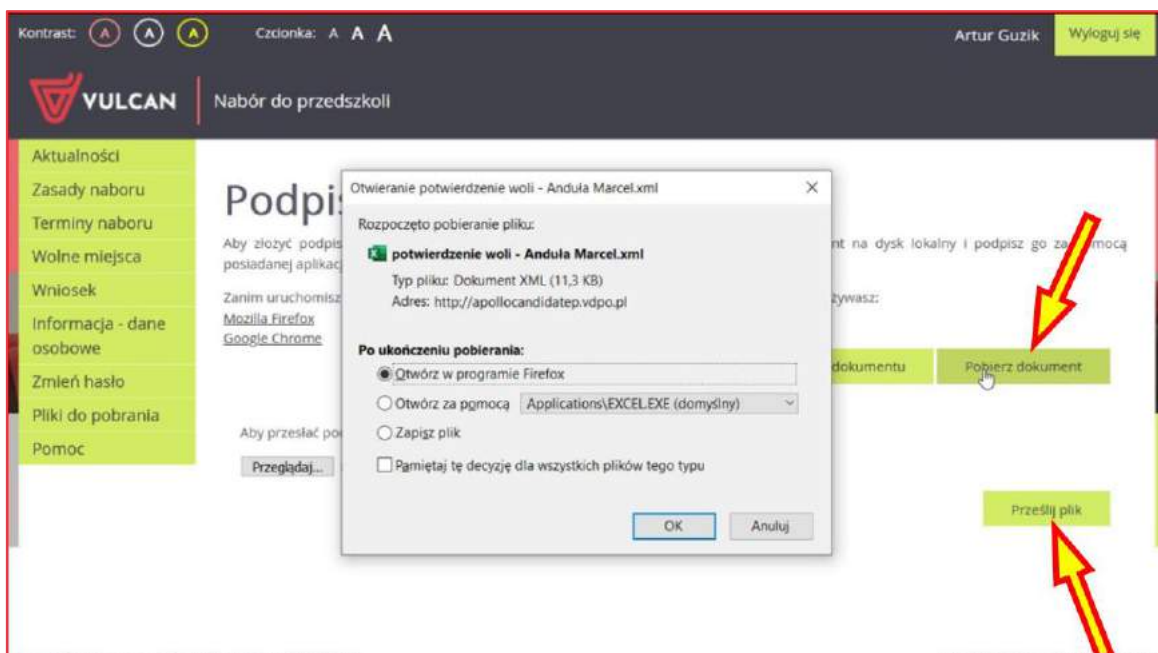 Kontrast: A A A Czcionka: A A A Artur Guzik Wyloguj się
VULCAN Nabór do przedszkoli
Aktualności
Zasady naboru
Terminy naboru
Wolne miejsca
Wniosek
Informacja - dane
osobowe
Zmień hasło
Pliki do pobrania
Pomoc
Podpi
Aby złożyć podpis nt na dysk lokalny i podpisz go za pomocą
posiadanej aplikac
Zanim uruchomisz żywasz:
Mozilla Firefox
Google Chrome
dokumentu Pobierz dokument
Aby przesłać po
Przeglądaj...
Prześlij plik
Otwieranie potwierdzenie woli - Anduła Marcel.xml
Rozpoczęto pobieranie pliku:
potwierdzenie woli - Anduła Marcel.xml
Typ pliku: Dokument XML (11,3 KB)
Adres: http://apollocandidatep.vdpo.pl
Po ukończeniu pobierania:
Otwórz w programie Firefox
Otwórz za pomocą Applications\EXCEL.EXE (domyślny)
Zapisz plik
Pamiętaj tę decyzję dla wszystkich plików tego typu
OK Anuluj